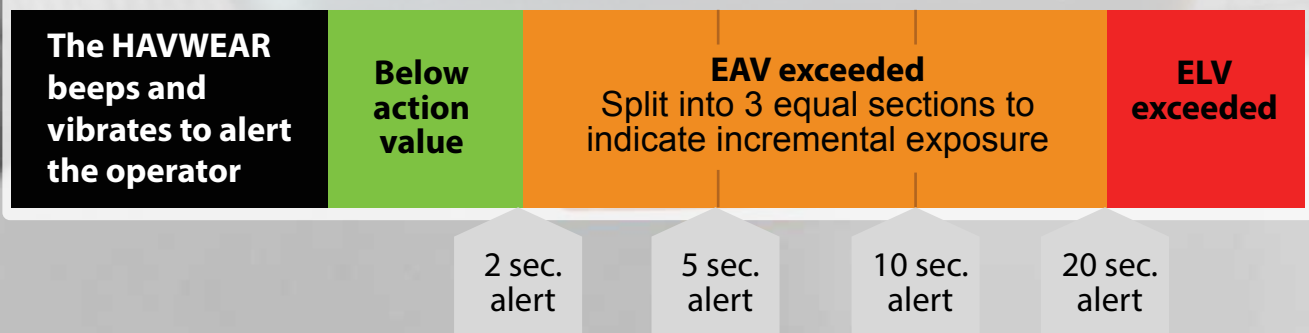 The HAVWEAR
beeps and
vibrates to alert
the operator
Below
action
value
EAV exceeded
Split into 3 equal sections to
indicate incremental exposure
ELV
exceeded
2 sec.
alert
5 sec.
alert
10 sec.
alert
20 sec.
alert